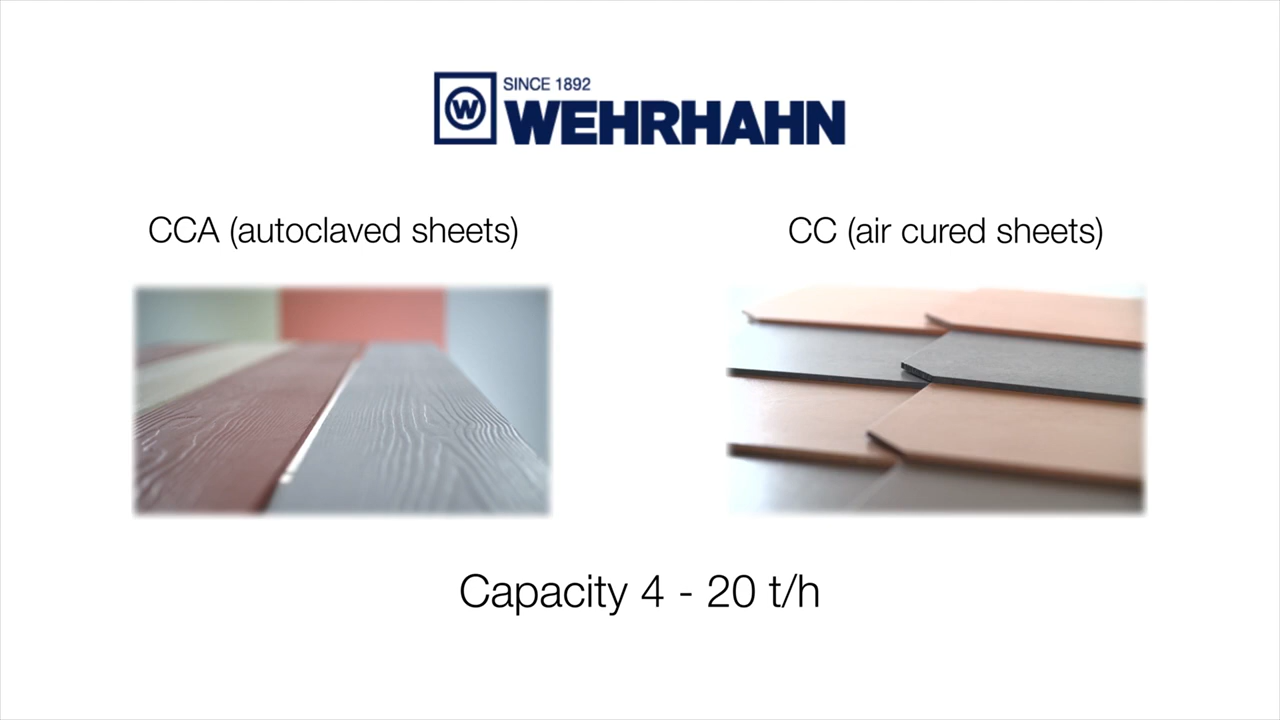 W
SINCE 1892
WEHRHAHN
CCA (autoclaved sheets)
CC (air cured sheets)
Capacity 4 - 20 t/h